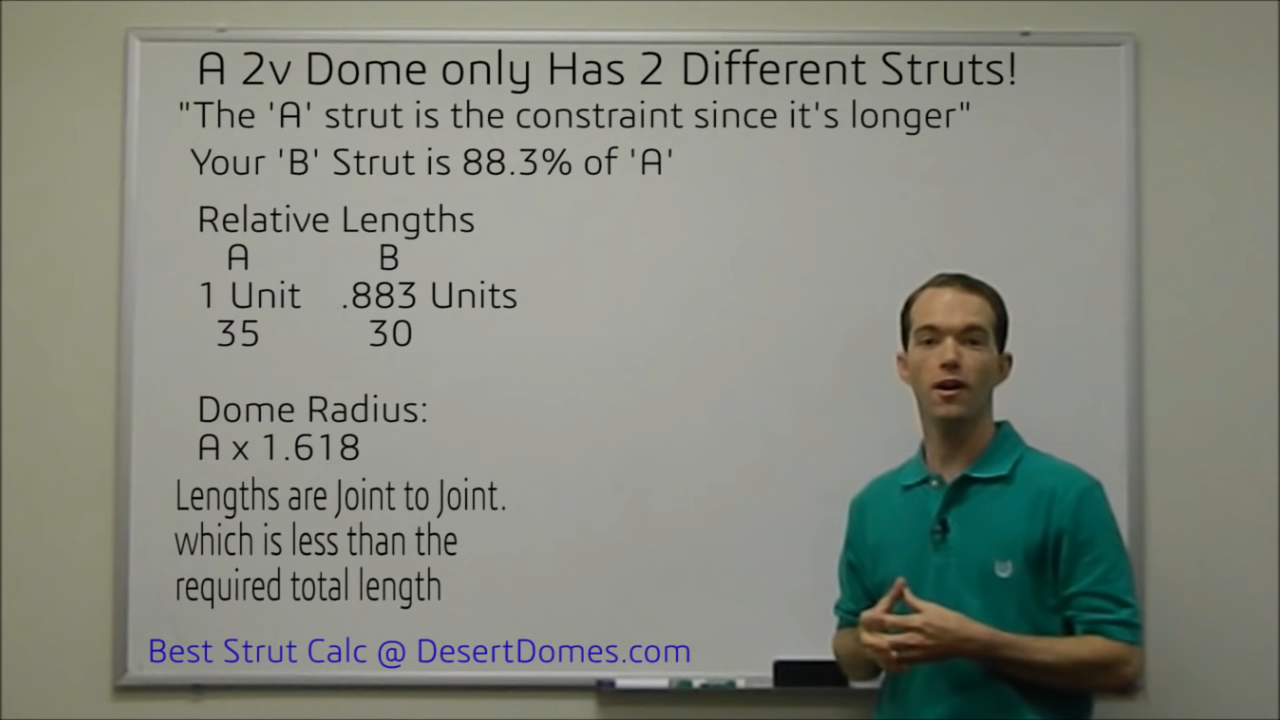 A 2v Dome only Has 2 Different Struts!
"The 'A' strut is the constraint since it's longer"
Your 'B' Strut is 88.3% of 'A'
Relative Lengths
A B
1 Unit .883 Units
35 30
Dome Radius:
A x 1.618
Lengths are Joint to Joint.
which is less than the
required total length
Best Strut Calc @ DesertDomes.com